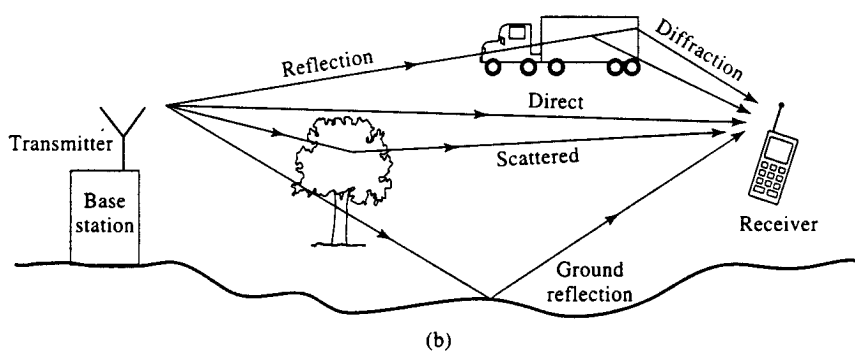 Reflection
Diffraction
Direct
Transmitter
Scattered
Base
station
Receiver
Ground
reflection
(b)